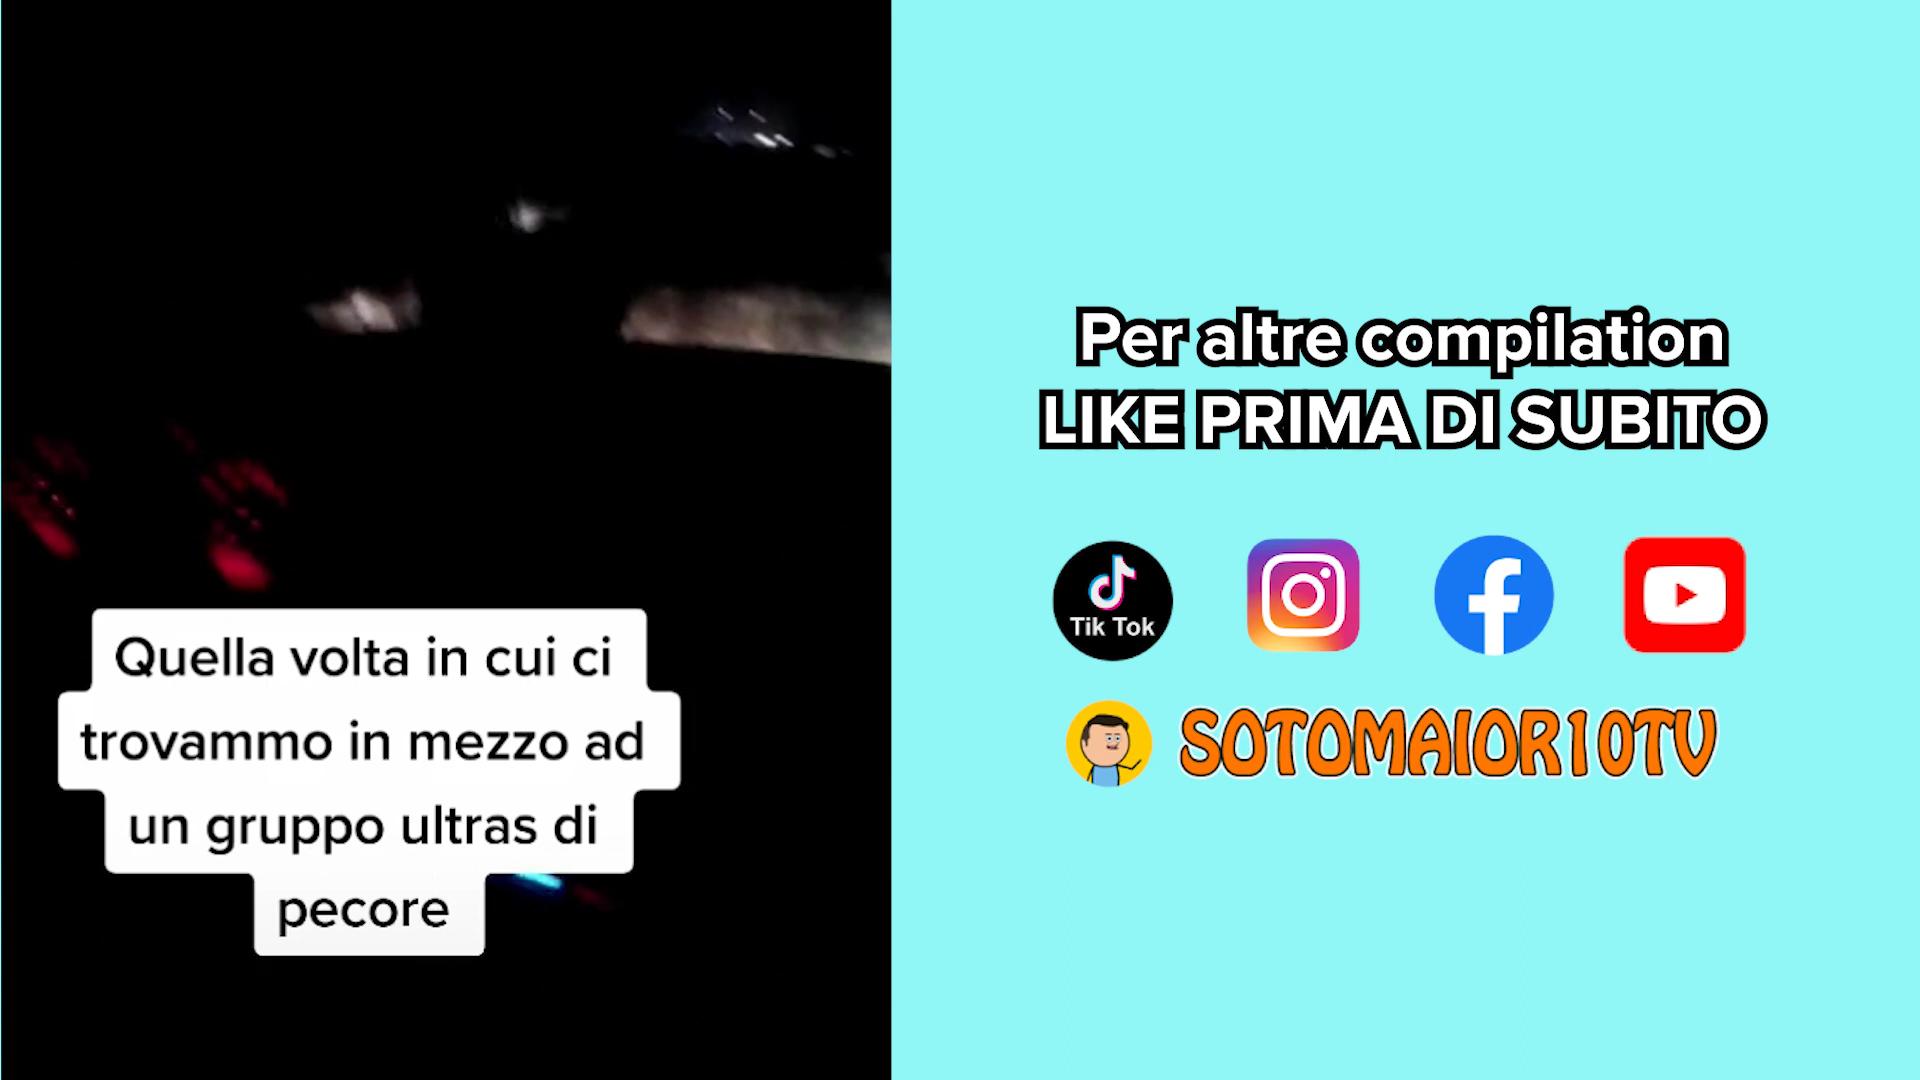 Quella volta in cui ci
trovammo in mezzo ad
un gruppo ultras di
pecore
Per altre compilation
LIKE PRIMA DI SUBITO
Tik Tok
SOTOMAIOR10TV